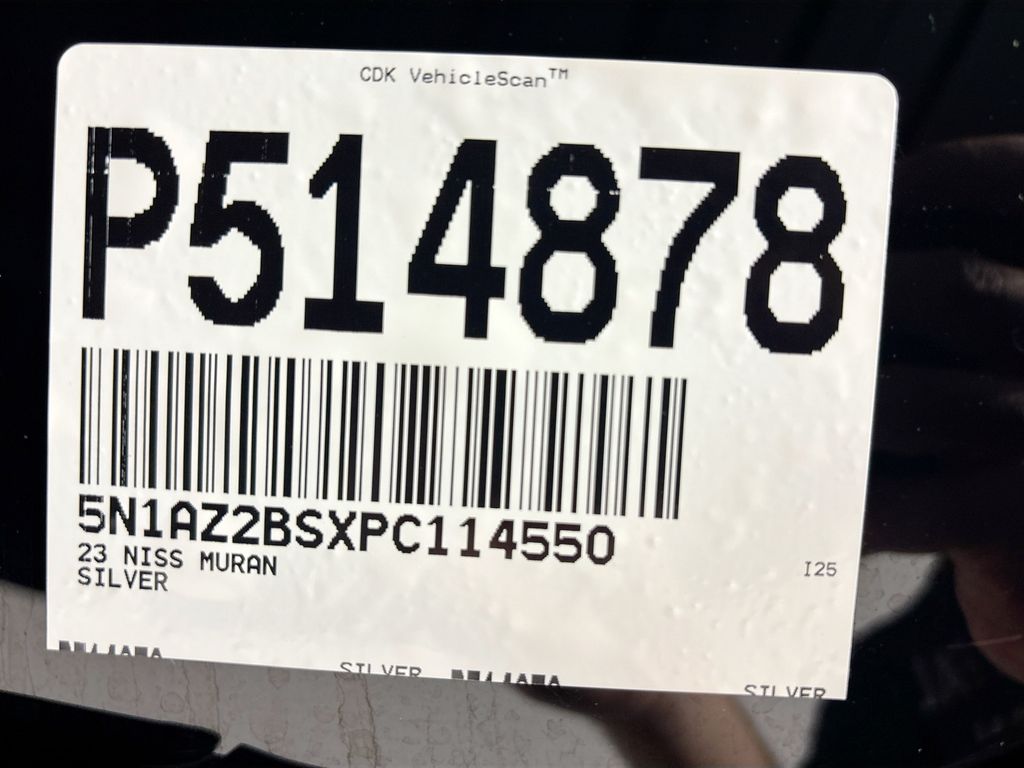 CDK VehicleScan™
P514878
5N1AZ2BSXPC114550
23 NISS MURAN
I25
SILVER
SILVER
SILVER